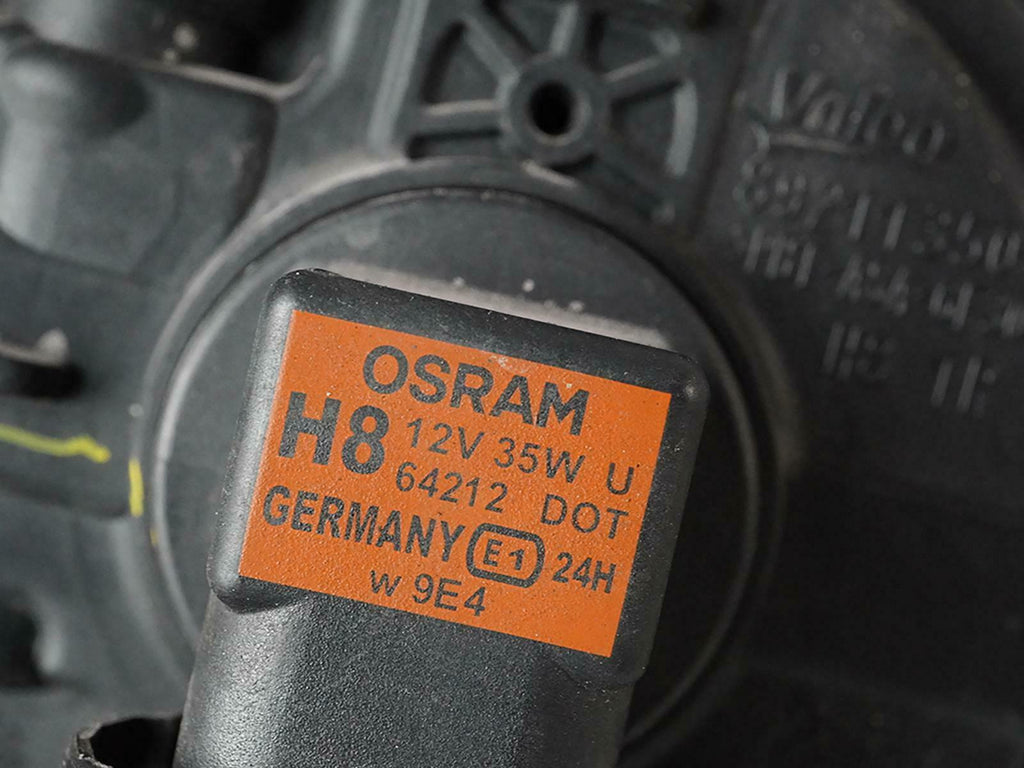 OSRAM
H8 12V 35W U
64212 DOT
GERMANY E1 24H
w 9E4
Valeo